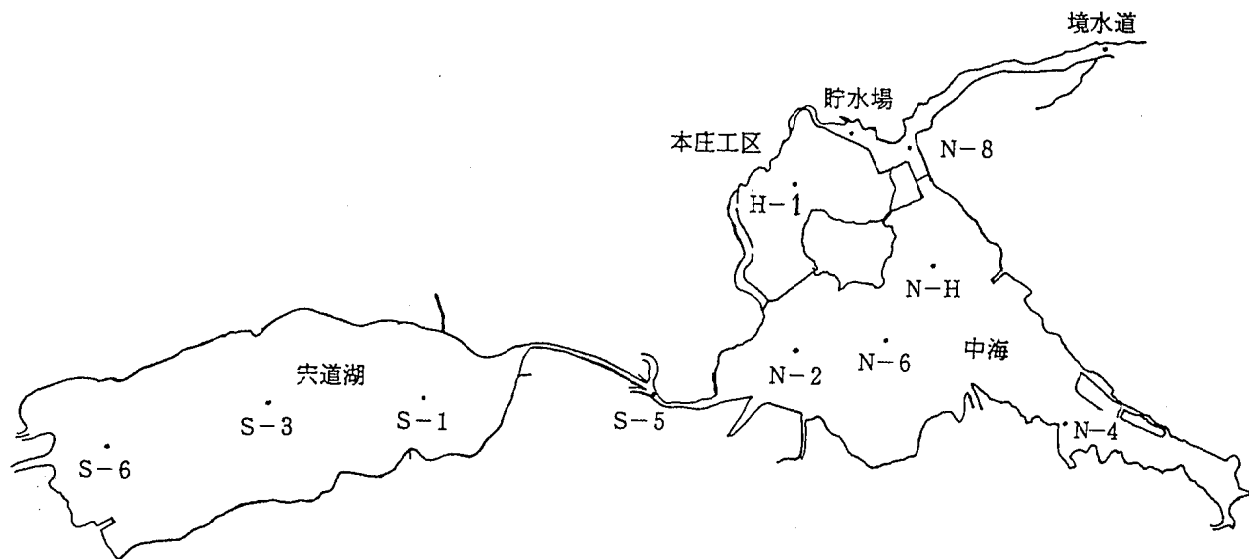 境水道
貯水場
本庄工区
N-8
H-1
N-H
宍道湖
中海
N-2
N-6
S-3
S-1
S-5
N-4
S-6